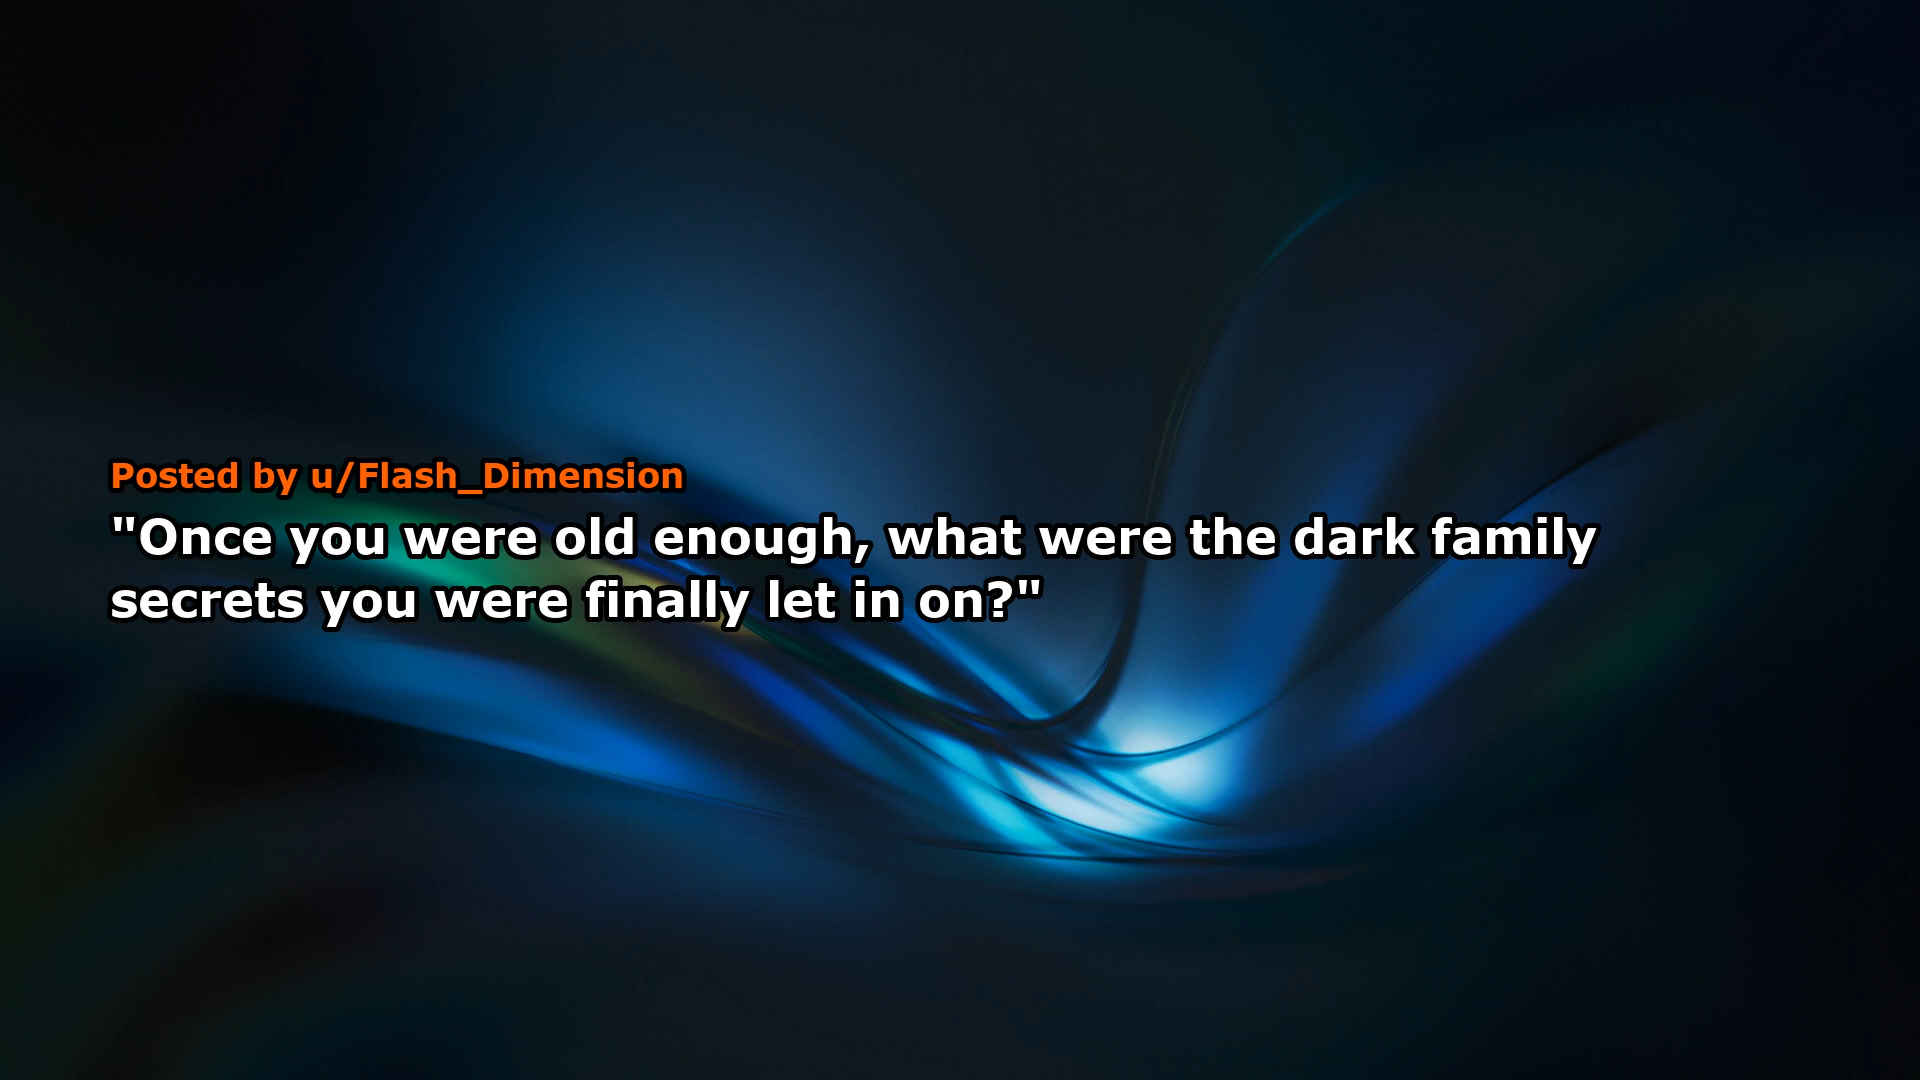 Posted by u/Flash_Dimension
"Once you were old enough, what were the dark family
secrets you were finally let in on?"